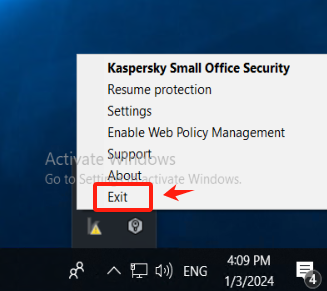 Kaspersky Small Office Security
Resume protection
Settings
Enable Web Policy Management
Support
Activate Windows
About
Go to Settings to activate Windows.
Exit
ENG
4:09 PM
1/3/2024
4